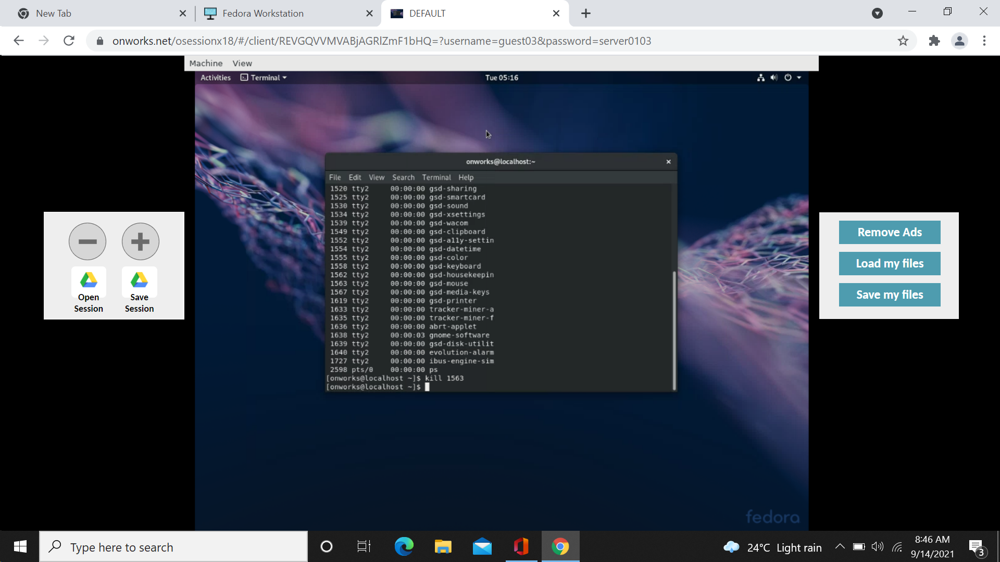 New Tab
Fedora Workstation
DEFAULT
onworks.net/osessionx18/#/client/REVGQVVMVABjAGRlZmF1bHQ=?username=guest03&password=server0103
Machine View
Activities Terminal Tue 05:16
onworks@localhost:~
File Edit View Search Terminal Help
1520 tty2 00:00:00 gsd-sharing
1525 tty2 00:00:00 gsd-smartcard
1530 tty2 00:00:00 gsd-sound
1534 tty2 00:00:00 gsd-xsettings
1539 tty2 00:00:00 gsd-wacom
1549 tty2 00:00:00 gsd-clipboard
1552 tty2 00:00:00 gsd-a11y-settin
1554 tty2 00:00:00 gsd-datetime
1555 tty2 00:00:00 gsd-color
1558 tty2 00:00:00 gsd-keyboard
1562 tty2 00:00:00 gsd-housekeepin
1563 tty2 00:00:00 gsd-mouse
1567 tty2 00:00:00 gsd-media-keys
1619 tty2 00:00:00 gsd-printer
1633 tty2 00:00:00 tracker-miner-a
1635 tty2 00:00:00 tracker-miner-f
1636 tty2 00:00:00 abrt-applet
1638 tty2 00:00:03 gnome-software
1639 tty2 00:00:00 gsd-disk-utilit
1640 tty2 00:00:00 evolution-alarm
1727 tty2 00:00:00 ibus-engine-sim
2598 pts/0 00:00:00 ps
[onworks@localhost ~]$ kill 1563
[onworks@localhost ~]$
Open Session
Save Session
Remove Ads
Load my files
Save my files
fedora
Type here to search
24°C Light rain
8:46 AM
9/14/2021
3